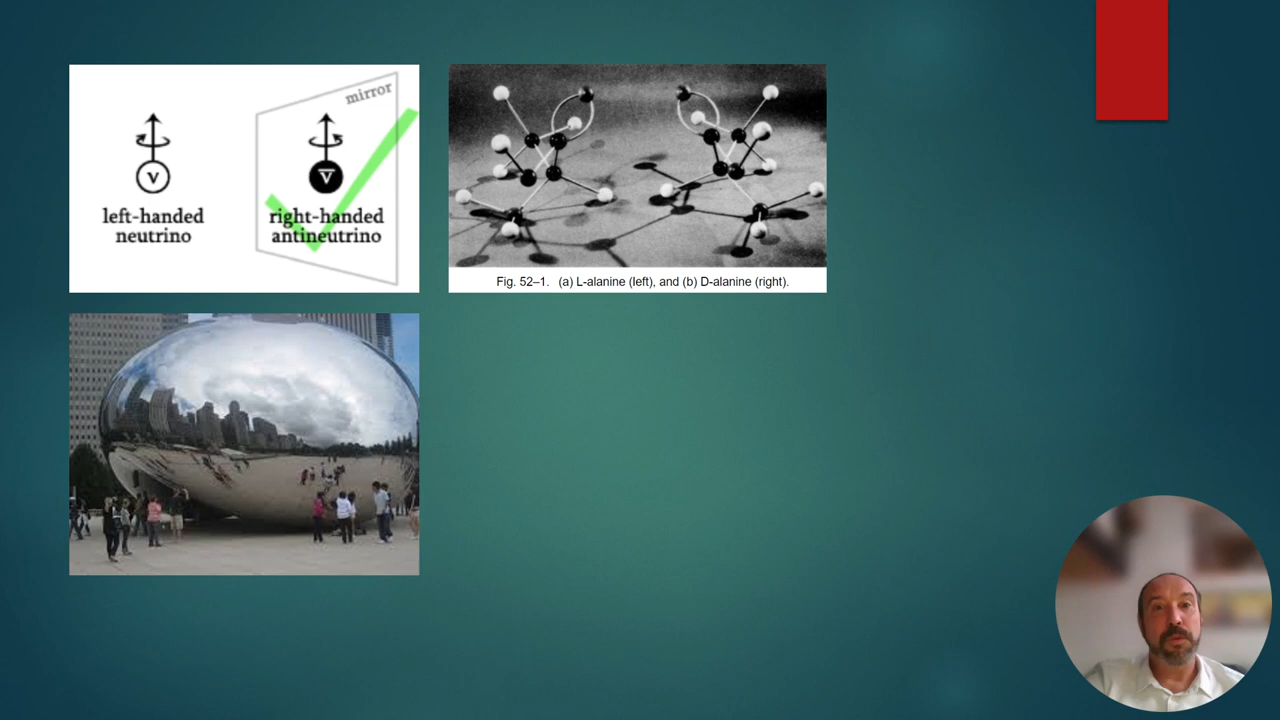 mirror
ν
ν̅
left-handed
neutrino
right-handed
antineutrino
Fig. 52–1. (a) L-alanine (left), and (b) D-alanine (right).